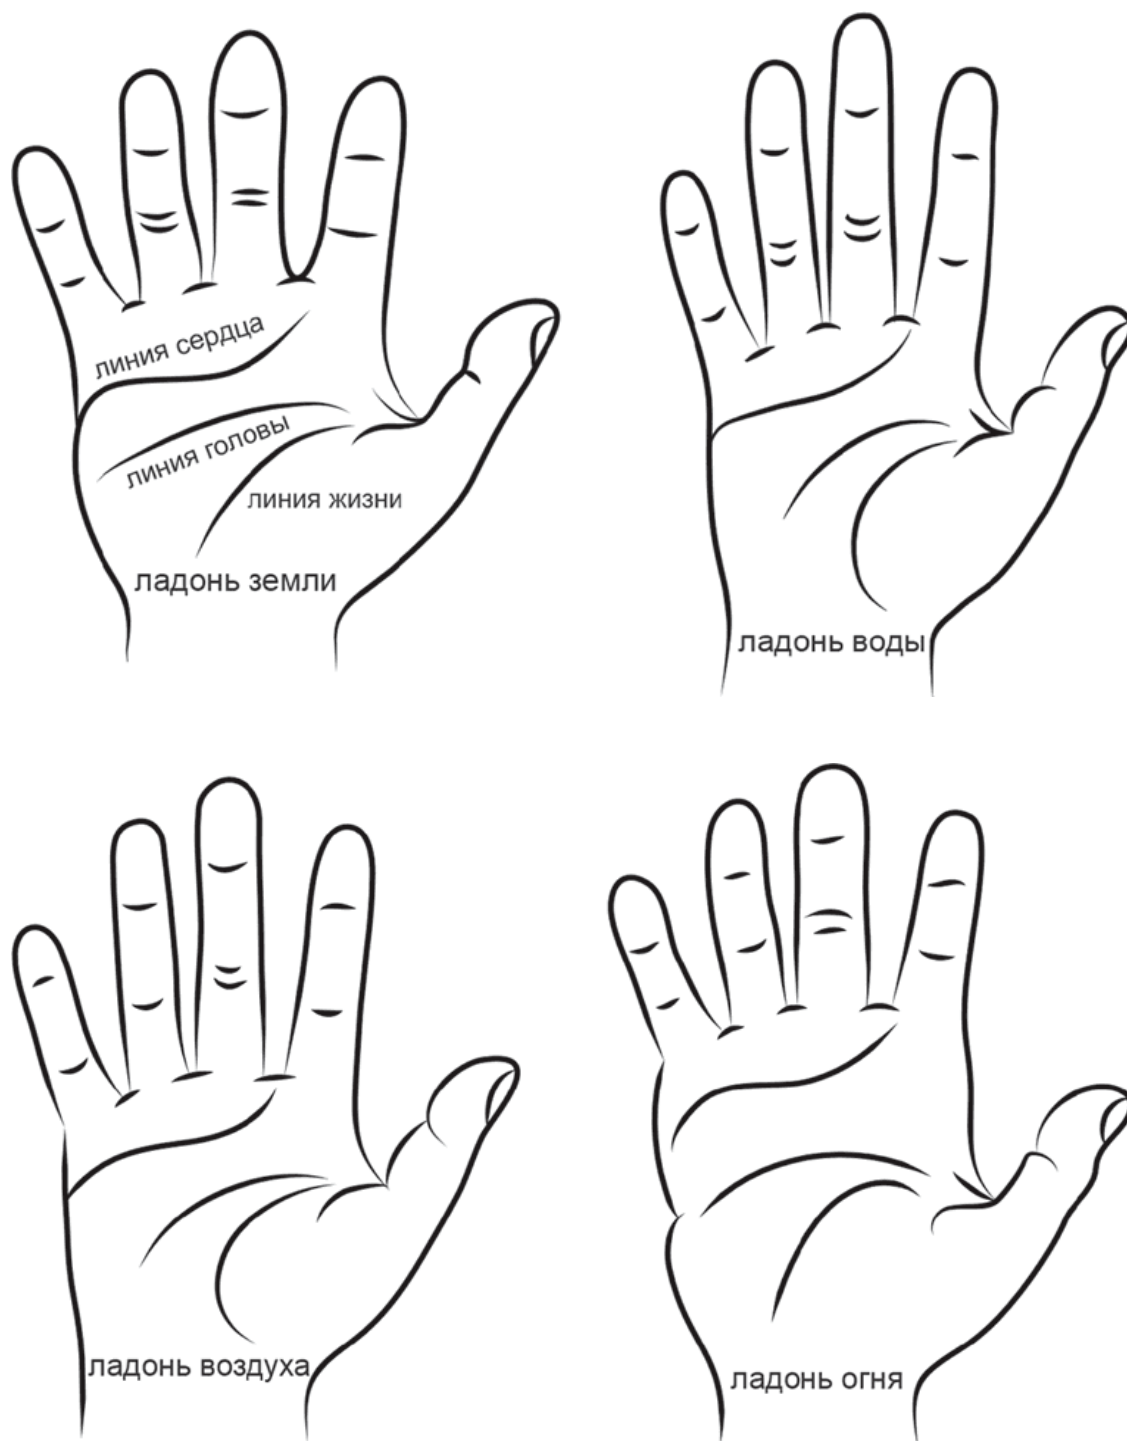 линия сердца
линия головы
линия жизни
ладонь земли
ладонь воды
ладонь воздуха
ладонь огня